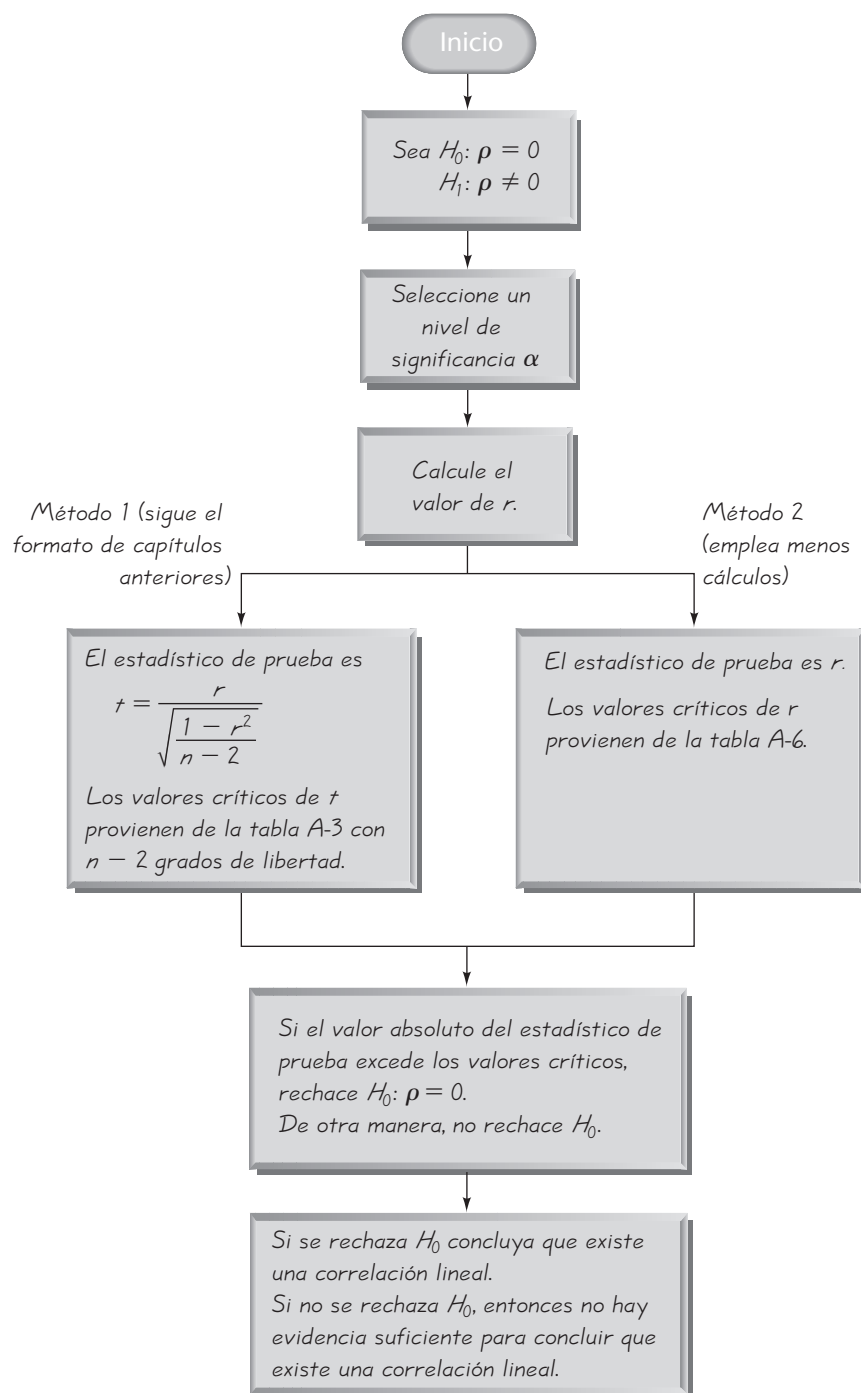 Inicio
Sea H₀: ρ = 0
H₁: ρ ≠ 0
Seleccione un
nivel de
significancia α
Calcule el
valor de r.
Método 1 (sigue el
formato de capítulos
anteriores)
Método 2
(emplea menos
cálculos)
El estadístico de prueba es
t = r / √((1 − r²) / (n − 2))
Los valores críticos de t
provienen de la tabla A-3 con
n − 2 grados de libertad.
El estadístico de prueba es r.
Los valores críticos de r
provienen de la tabla A-6.
Si el valor absoluto del estadístico de
prueba excede los valores críticos,
rechace H₀: ρ = 0.
De otra manera, no rechace H₀.
Si se rechaza H₀ concluya que existe
una correlación lineal.
Si no se rechaza H₀, entonces no hay
evidencia suficiente para concluir que
existe una correlación lineal.